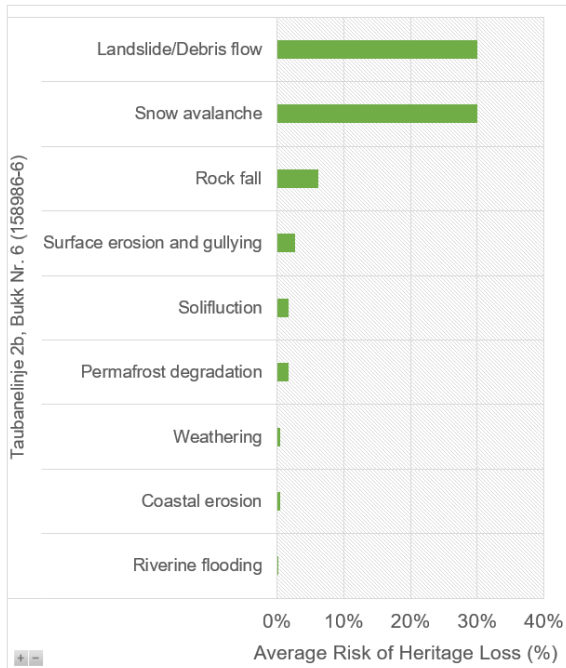 Taubanelinje 2b, Bukk Nr. 6 (158986-6)
Landslide/Debris flow
Snow avalanche
Rock fall
Surface erosion and gullying
Solifluction
Permafrost degradation
Weathering
Coastal erosion
Riverine flooding
0% 10% 20% 30% 40%
Average Risk of Heritage Loss (%)
+ −